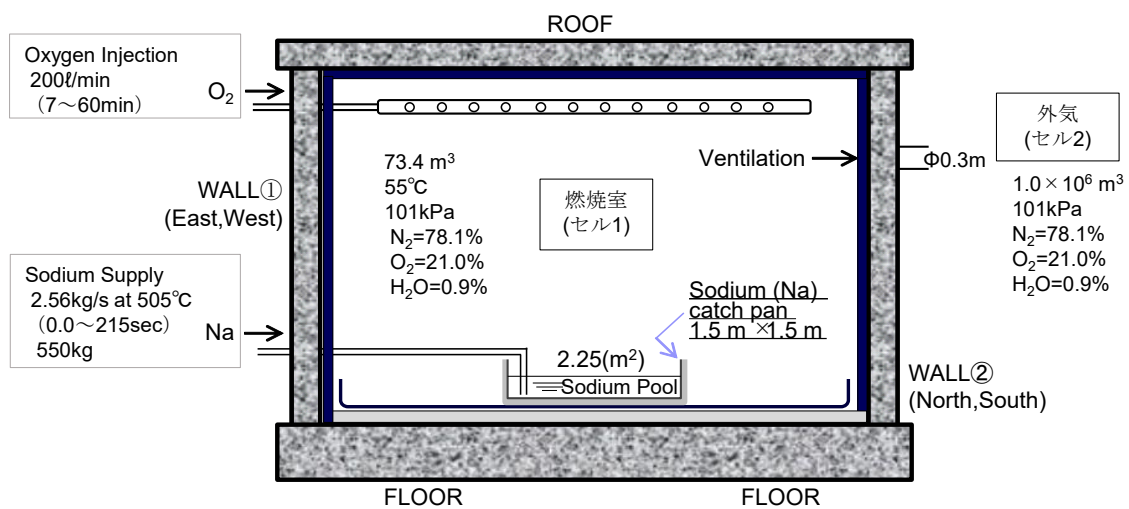 ROOF
Oxygen Injection
200ℓ/min
（7～60min）
O₂
外気
(セル2)
Ventilation
Φ0.3m
73.4 m³
55℃
101kPa
N₂=78.1%
O₂=21.0%
H₂O=0.9%
燃焼室
(セル1)
1.0×10⁶ m³
101kPa
N₂=78.1%
O₂=21.0%
H₂O=0.9%
WALL①
(East,West)
Sodium Supply
2.56kg/s at 505℃
（0.0～215sec）
550kg
Na
Sodium (Na)
catch pan
1.5 m ×1.5 m
2.25(m²)
Sodium Pool
WALL②
(North,South)
FLOOR
FLOOR